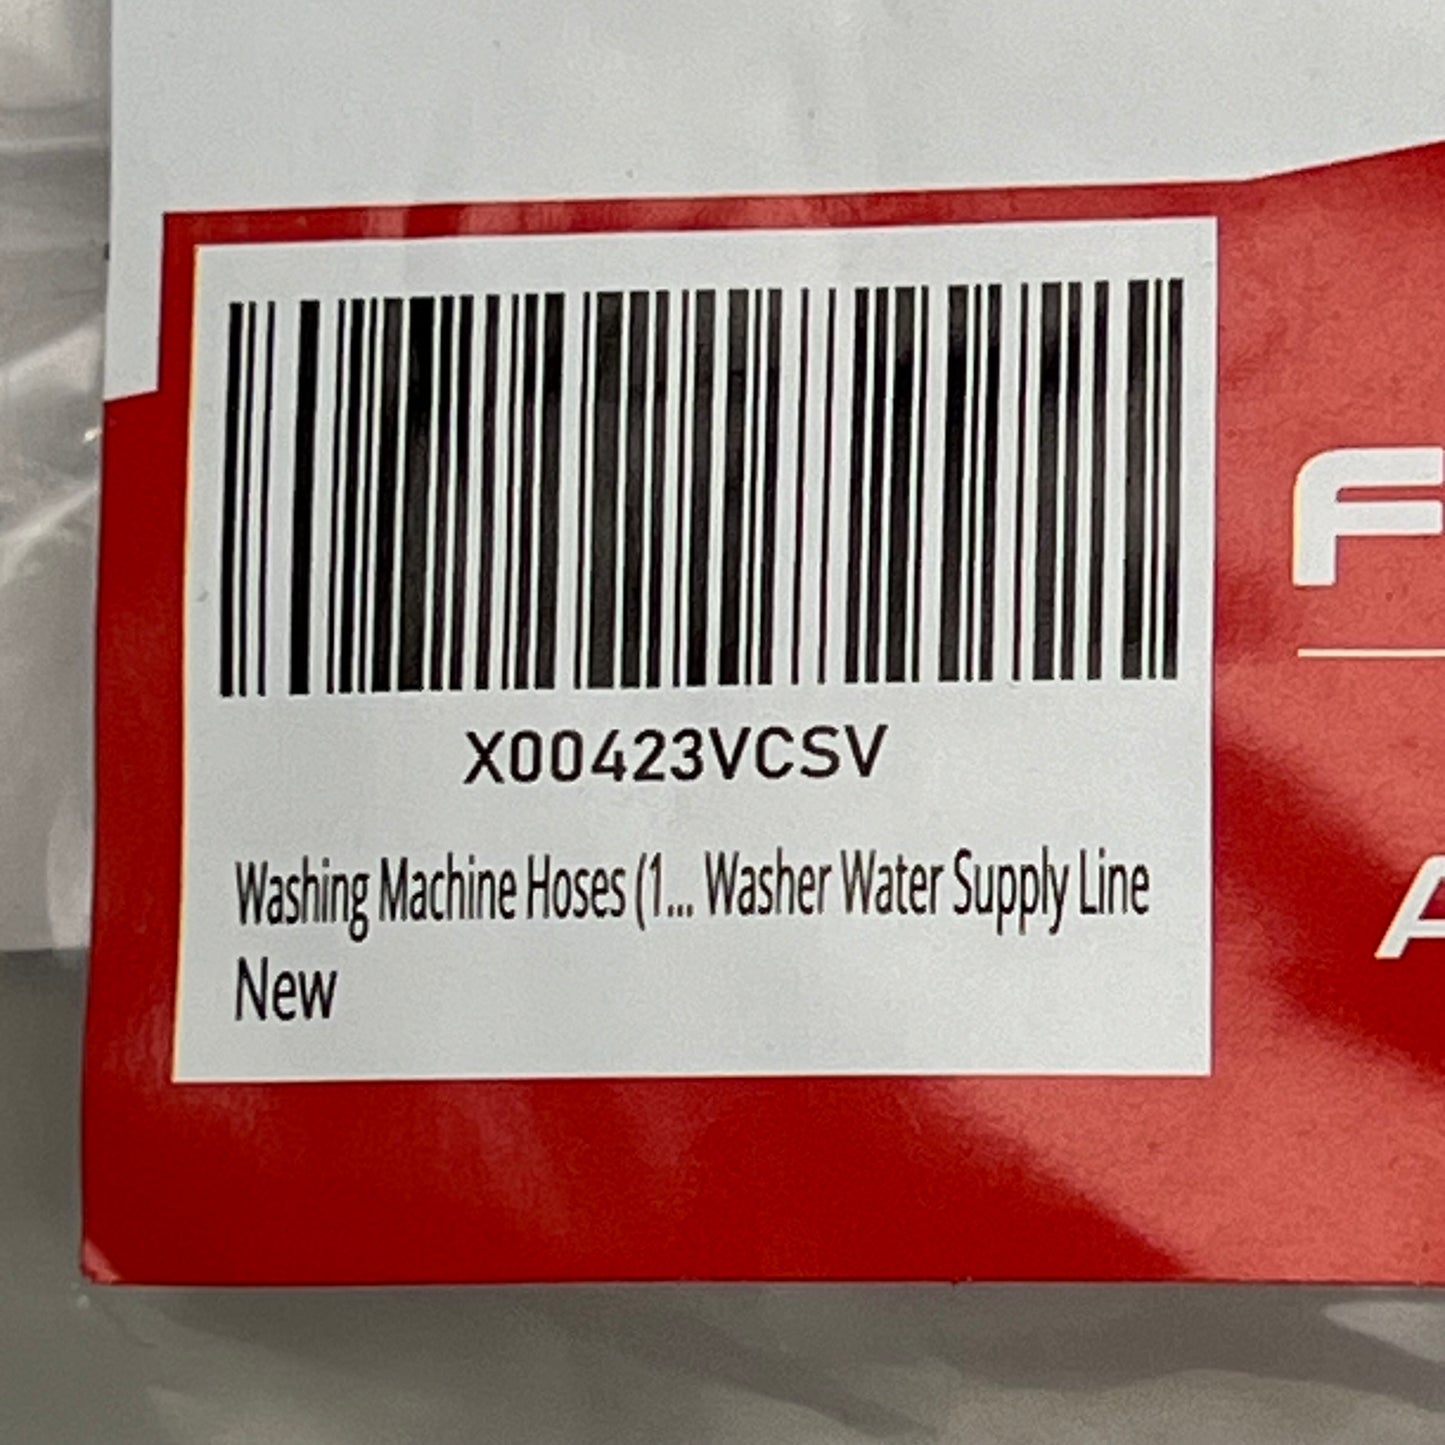 X00423VCSV
Washing Machine Hoses (1... Washer Water Supply Line
New
F
A